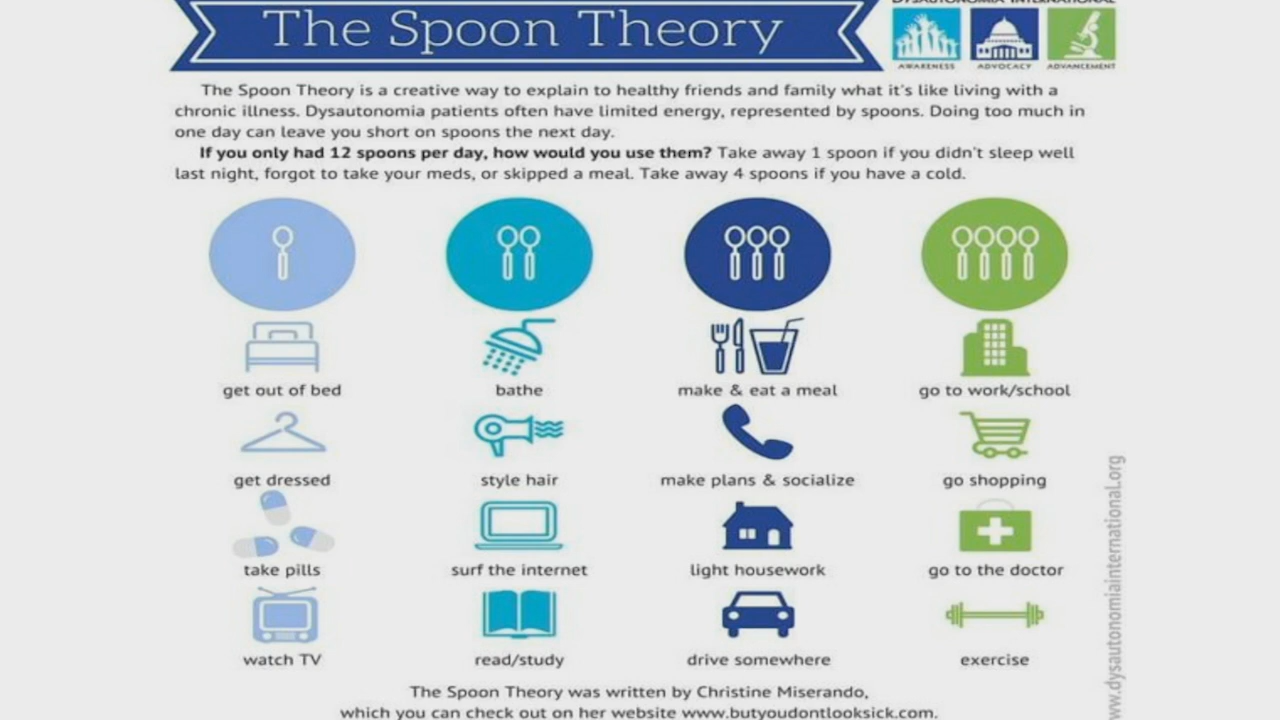 The Spoon Theory
DYSAUTONOMIA INTERNATIONAL
AWARENESS
ADVOCACY
ADVANCEMENT
The Spoon Theory is a creative way to explain to healthy friends and family what it's like living with a
chronic illness. Dysautonomia patients often have limited energy, represented by spoons. Doing too much in
one day can leave you short on spoons the next day.
If you only had 12 spoons per day, how would you use them? Take away 1 spoon if you didn't sleep well
last night, forgot to take your meds, or skipped a meal. Take away 4 spoons if you have a cold.
get out of bed
bathe
make & eat a meal
go to work/school
get dressed
style hair
make plans & socialize
go shopping
take pills
surf the internet
light housework
go to the doctor
watch TV
read/study
drive somewhere
exercise
The Spoon Theory was written by Christine Miserando,
which you can check out on her website www.butyoudontlooksick.com.
www.dysautonomiainternational.org